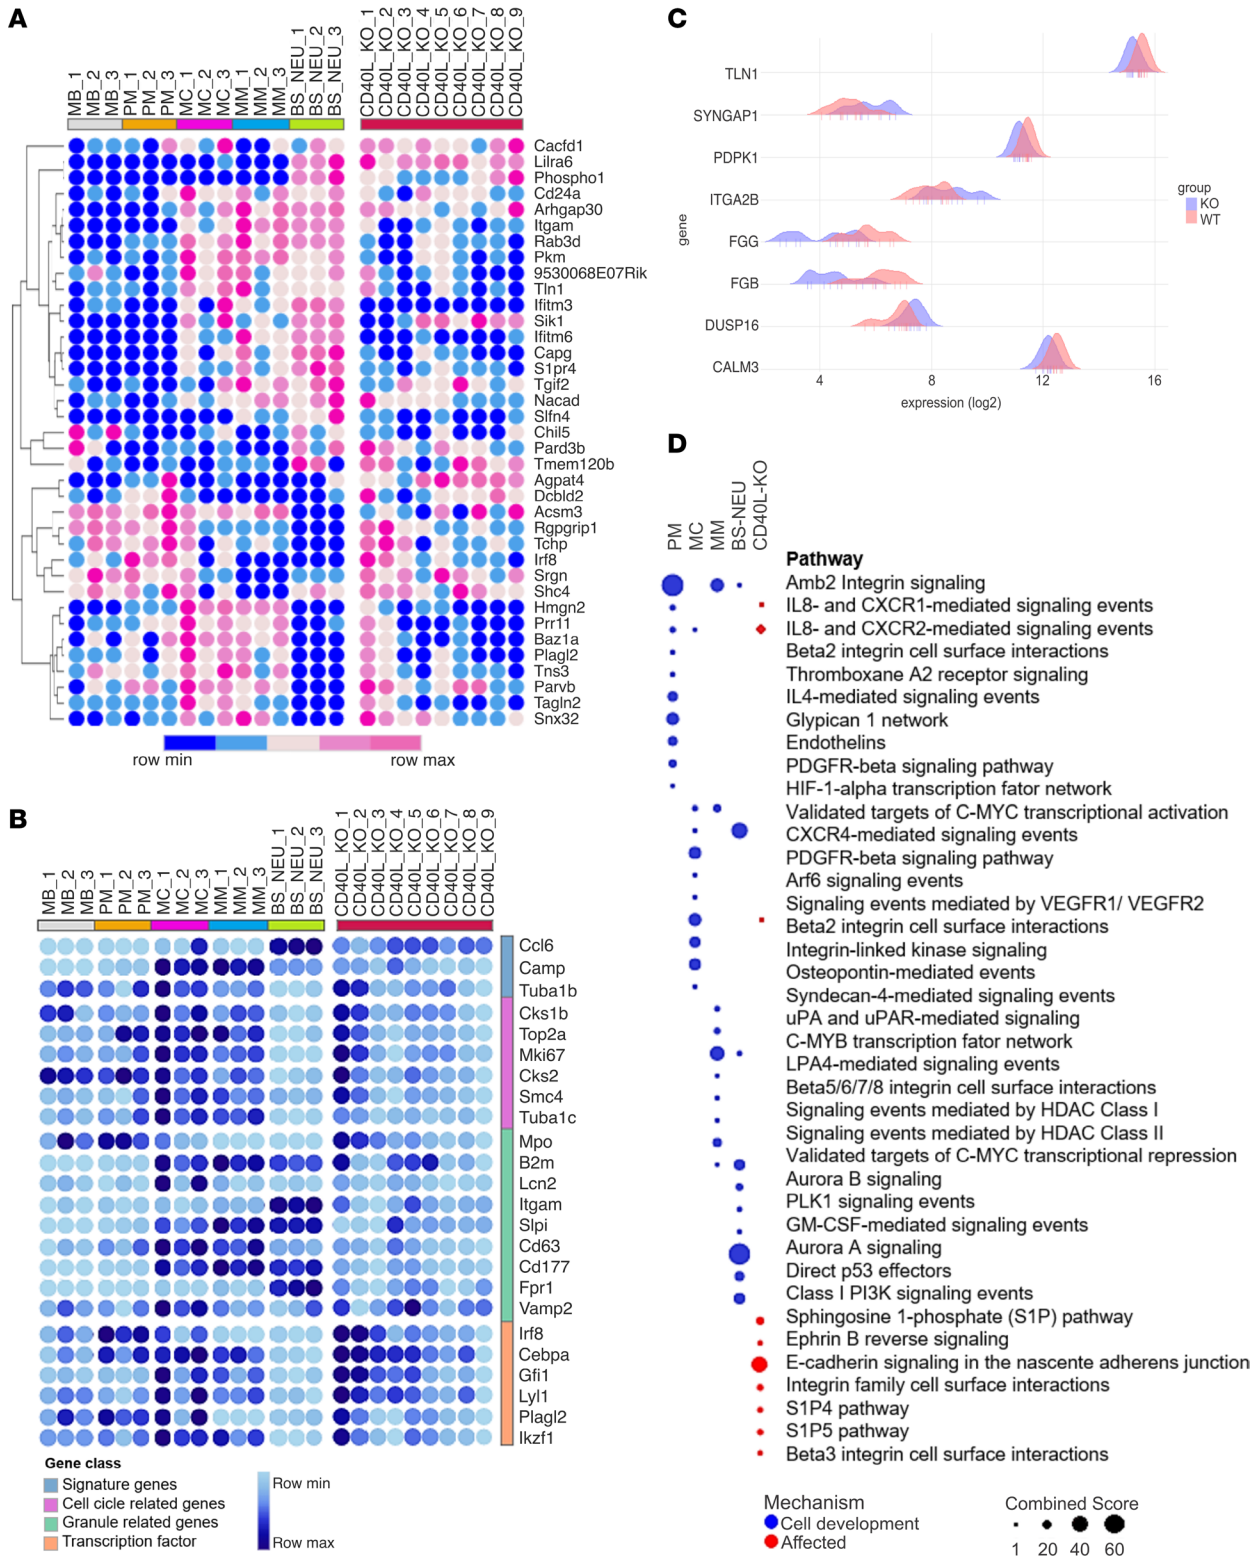 A
MB_1
MB_2
MB_3
PM_1
PM_2
PM_3
MC_1
MC_2
MC_3
MM_1
MM_2
MM_3
BS_NEU_1
BS_NEU_2
BS_NEU_3
CD40L_KO_1
CD40L_KO_2
CD40L_KO_3
CD40L_KO_4
CD40L_KO_5
CD40L_KO_6
CD40L_KO_7
CD40L_KO_8
CD40L_KO_9
Cacfd1
Lilra6
Phospho1
Cd24a
Arhgap30
Itgam
Rab3d
Pkm
9530068E07Rik
Tln1
Ifitm3
Sik1
Ifitm6
Capg
S1pr4
Tgif2
Nacad
Slfn4
Chil5
Pard3b
Tmem120b
Agpat4
Dcbld2
Acsm3
Rgpgrip1
Tchp
Irf8
Srgn
Shc4
Hmgn2
Prr11
Baz1a
Plagl2
Tns3
Parvb
Tagln2
Snx32
row min
row max
B
MB_1
MB_2
MB_3
PM_1
PM_2
PM_3
MC_1
MC_2
MC_3
MM_1
MM_2
MM_3
BS_NEU_1
BS_NEU_2
BS_NEU_3
CD40L_KO_1
CD40L_KO_2
CD40L_KO_3
CD40L_KO_4
CD40L_KO_5
CD40L_KO_6
CD40L_KO_7
CD40L_KO_8
CD40L_KO_9
Ccl6
Camp
Tuba1b
Cks1b
Top2a
Mki67
Cks2
Smc4
Tuba1c
Mpo
B2m
Lcn2
Itgam
Slpi
Cd63
Cd177
Fpr1
Vamp2
Irf8
Cebpa
Gfi1
Lyl1
Plagl2
Ikzf1
Gene class
Signature genes
Cell cicle related genes
Granule related genes
Transcription factor
Row min
Row max
C
gene
TLN1
SYNGAP1
PDPK1
ITGA2B
FGG
FGB
DUSP16
CALM3
4
8
12
16
expression (log2)
group
KO
WT
D
PM
MC
MM
BS-NEU
CD40L-KO
Pathway
Amb2 Integrin signaling
IL8- and CXCR1-mediated signaling events
IL8- and CXCR2-mediated signaling events
Beta2 integrin cell surface interactions
Thromboxane A2 receptor signaling
IL4-mediated signaling events
Glypican 1 network
Endothelins
PDGFR-beta signaling pathway
HIF-1-alpha transcription fator network
Validated targets of C-MYC transcriptional activation
CXCR4-mediated signaling events
PDGFR-beta signaling pathway
Arf6 signaling events
Signaling events mediated by VEGFR1/ VEGFR2
Beta2 integrin cell surface interactions
Integrin-linked kinase signaling
Osteopontin-mediated events
Syndecan-4-mediated signaling events
uPA and uPAR-mediated signaling
C-MYB transcription fator network
LPA4-mediated signaling events
Beta5/6/7/8 integrin cell surface interactions
Signaling events mediated by HDAC Class I
Signaling events mediated by HDAC Class II
Validated targets of C-MYC transcriptional repression
Aurora B signaling
PLK1 signaling events
GM-CSF-mediated signaling events
Aurora A signaling
Direct p53 effectors
Class I PI3K signaling events
Sphingosine 1-phosphate (S1P) pathway
Ephrin B reverse signaling
E-cadherin signaling in the nascente adherens junction
Integrin family cell surface interactions
S1P4 pathway
S1P5 pathway
Beta3 integrin cell surface interactions
Mechanism
Cell development
Affected
Combined Score
1 20 40 60